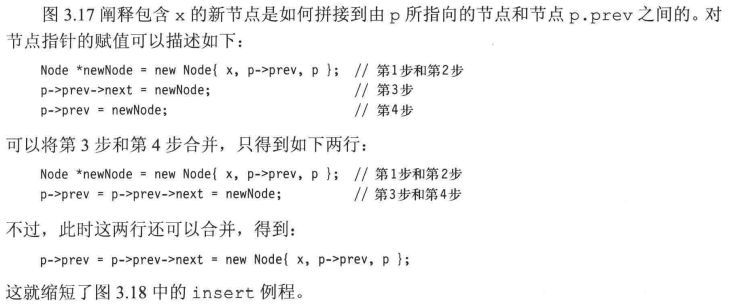 图 3.17 阐释包含 x 的新节点是如何拼接到由 p 所指向的节点和节点 p.prev 之间的。对
节点指针的赋值可以描述如下：
Node *newNode = new Node{ x, p->prev, p }; // 第1步和第2步
p->prev->next = newNode; // 第3步
p->prev = newNode; // 第4步
可以将第 3 步和第 4 步合并，只得到如下两行：
Node *newNode = new Node{ x, p->prev, p }; // 第1步和第2步
p->prev = p->prev->next = newNode; // 第3步和第4步
不过，此时这两行还可以合并，得到：
p->prev = p->prev->next = new Node{ x, p->prev, p };
这就缩短了图 3.18 中的 insert 例程。